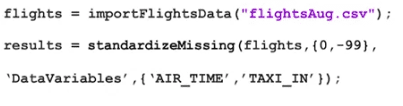 flights = importFlightsData("flightsAug.csv");
results = standardizeMissing(flights,{0,-99},
‘DataVariables’,{‘AIR_TIME’,’TAXI_IN’});